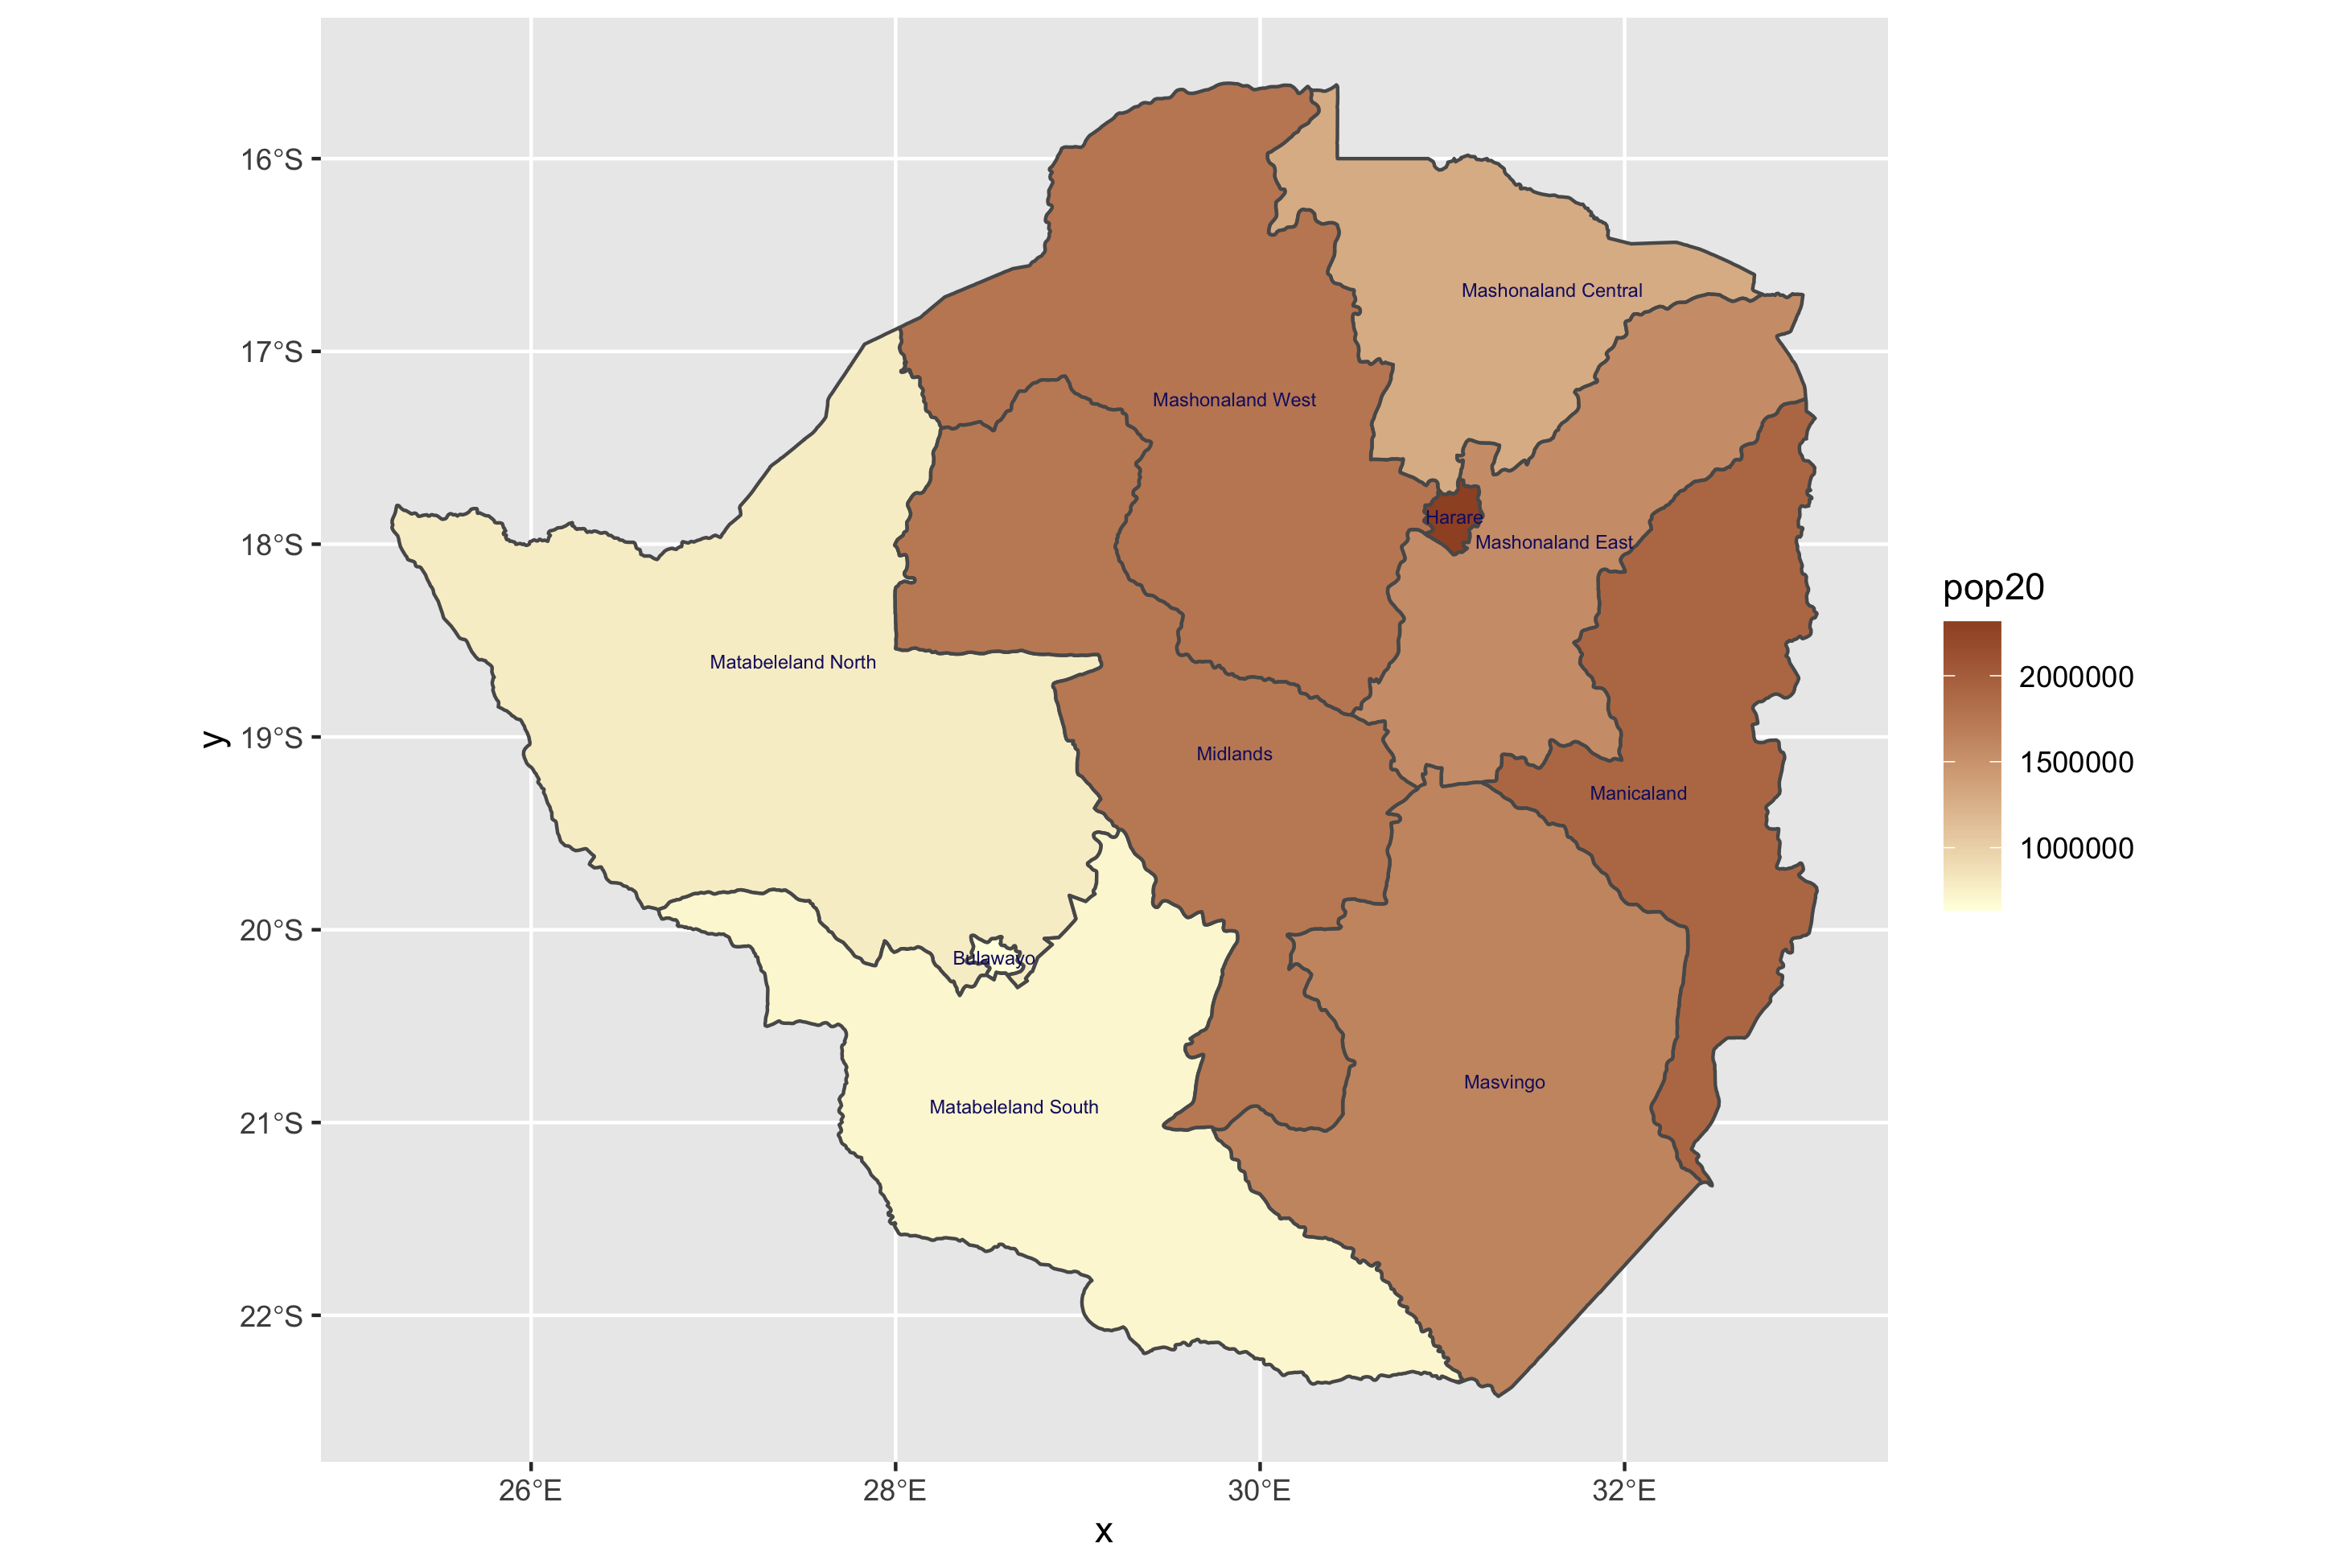 16°S
17°S
18°S
19°S
20°S
21°S
22°S
y
Mashonaland Central
Mashonaland West
Harare
Mashonaland East
Matabeleland North
Midlands
Manicaland
Bulawayo
Masvingo
Matabeleland South
26°E
28°E
30°E
32°E
x
pop20
2000000
1500000
1000000